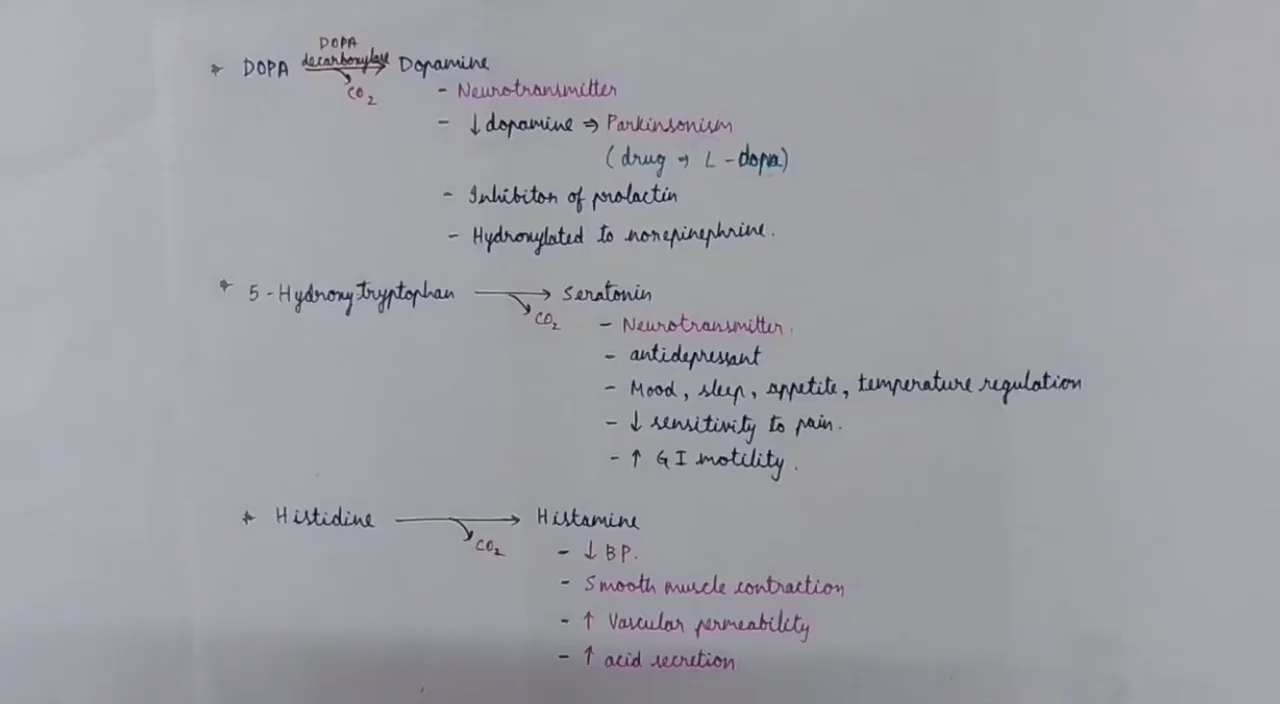 DOPA
* DOPA decarboxylase Dopamine
CO2
- Neurotransmitter
- ↓ dopamine ⇒ Parkinsonism
(drug → L-dopa)
- Inhibitor of prolactin
- Hydroxylated to norepinephrine.
* 5-Hydroxy tryptophan → Seratonin
CO2
- Neurotransmitter.
- antidepressant
- Mood, sleep, appetite, temperature regulation
- ↓ sensitivity to pain.
- ↑ GI motility.
* Histidine → Histamine
CO2
- ↓ BP.
- Smooth muscle contraction
- ↑ Vascular permeability
- ↑ acid secretion